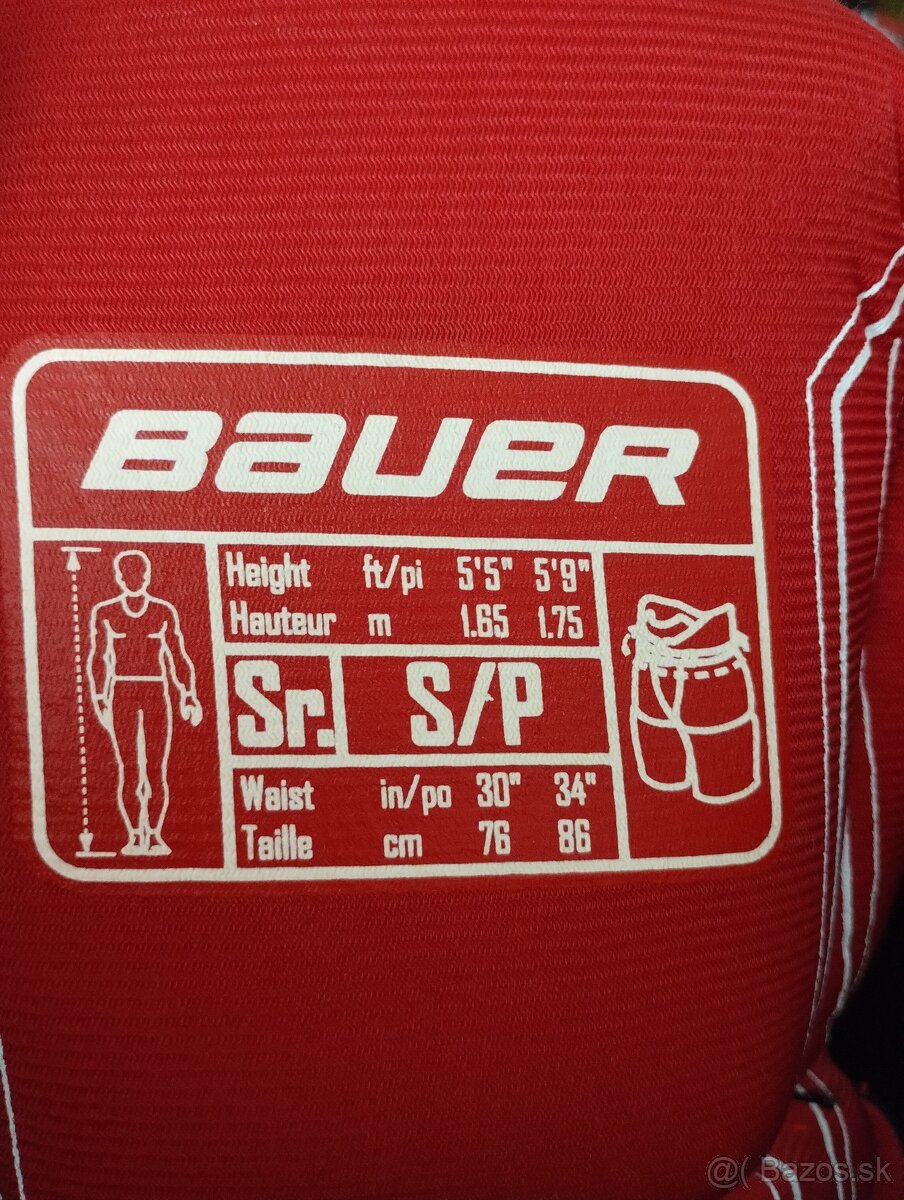 BAUER
Height ft/pi 5'5" 5'9"
Hauteur m 1.65 1.75
Sr. S/P
Waist in/po 30" 34"
Taille cm 76 86
@( Bazos.sk